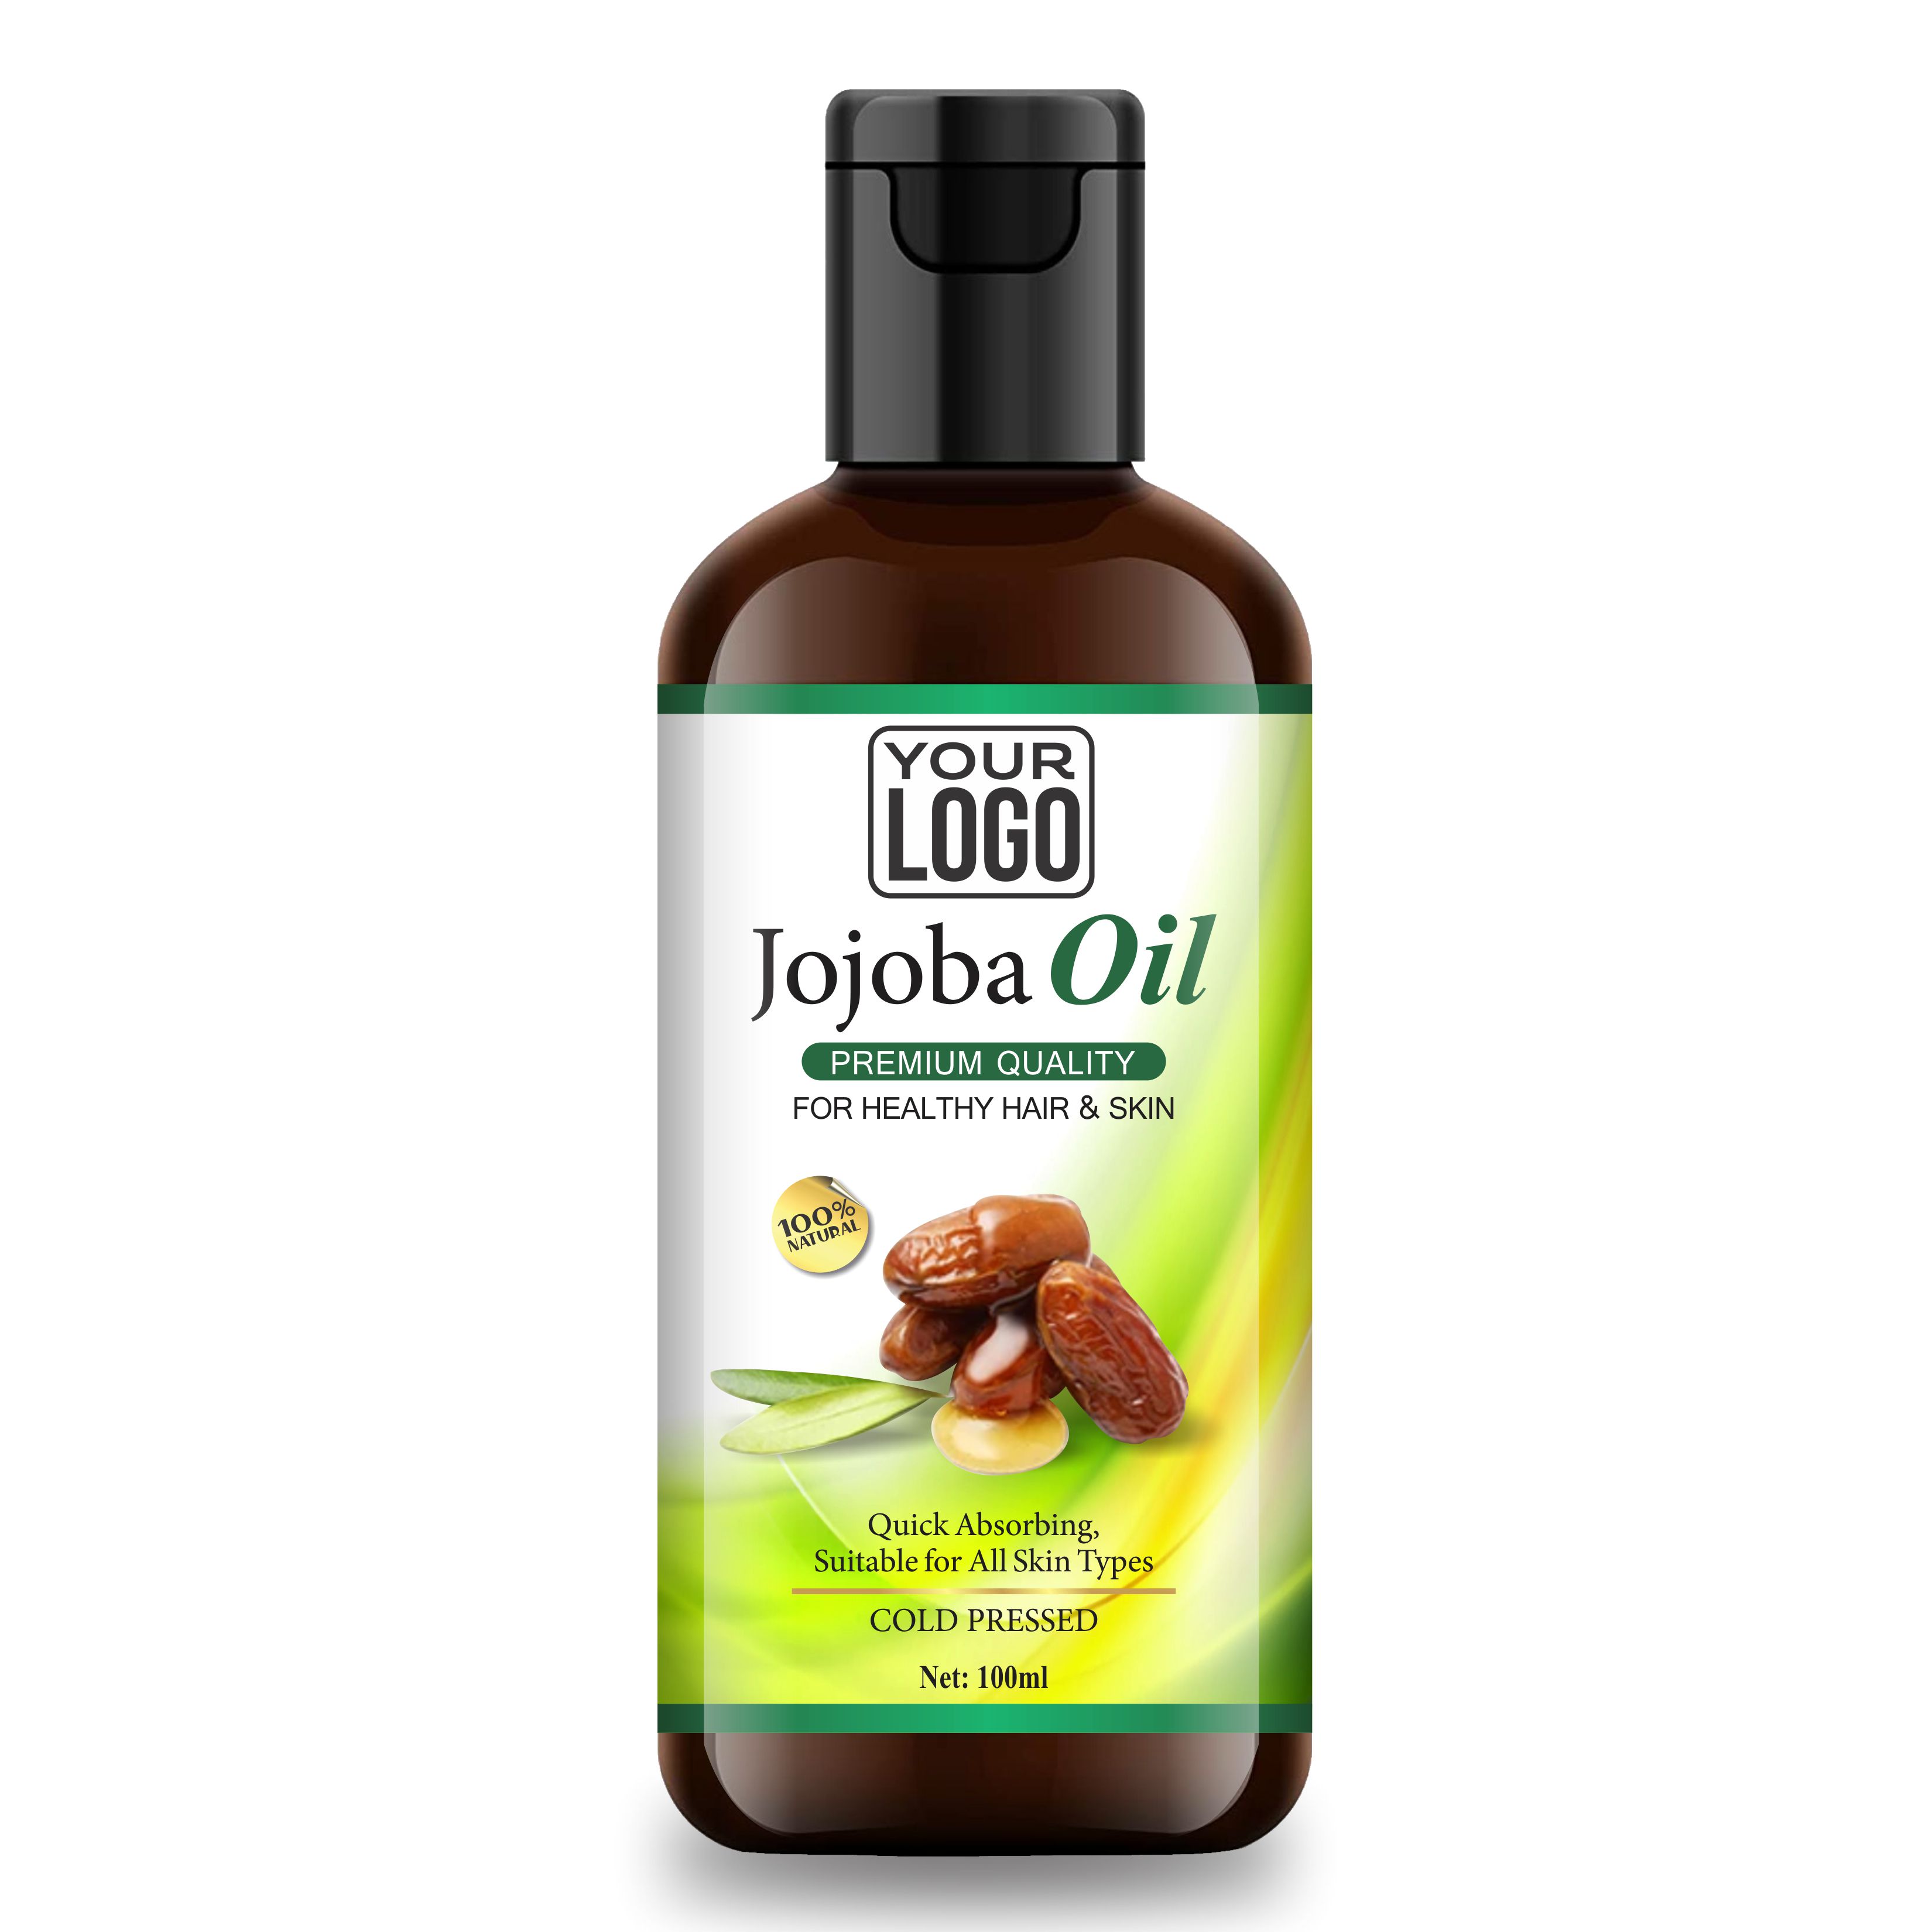 YOUR
LOGO
Jojoba Oil
PREMIUM QUALITY
FOR HEALTHY HAIR & SKIN
100%
NATURAL
Quick Absorbing,
Suitable for All Skin Types
COLD PRESSED
Net: 100ml